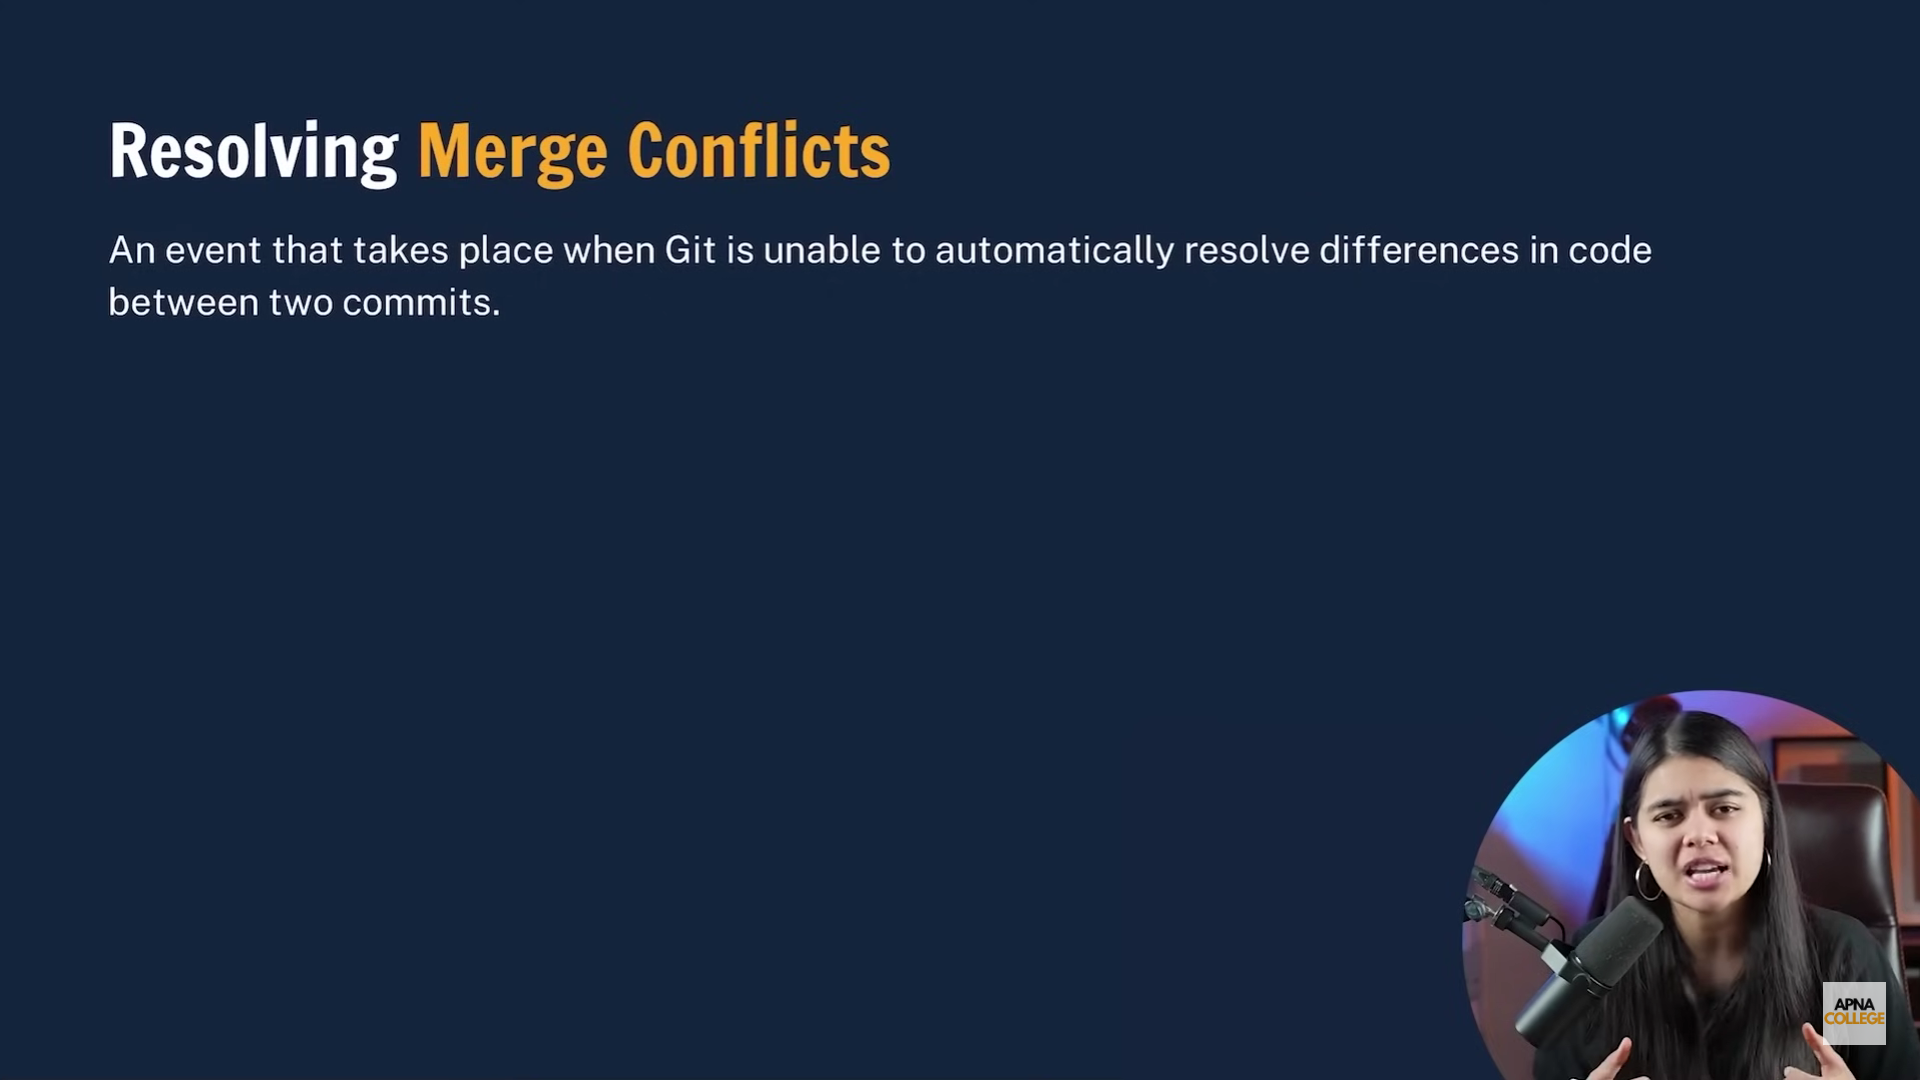 Resolving Merge Conflicts
An event that takes place when Git is unable to automatically resolve differences in code
between two commits.
APNA
COLLEGE